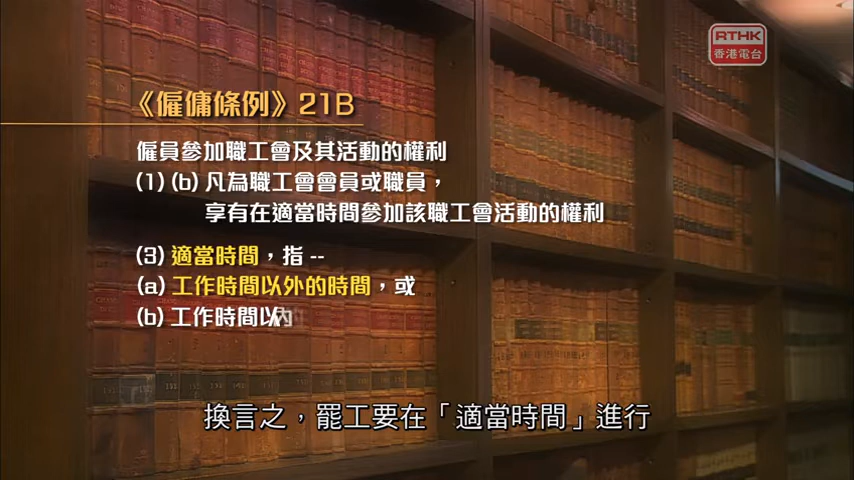 RTHK
香港電台
《僱傭條例》21B
僱員參加職工會及其活動的權利
(1) (b) 凡為職工會會員或職員，
享有在適當時間參加該職工會活動的權利
(3) 適當時間，指 --
(a) 工作時間以外的時間，或
(b) 工作時間以內
換言之，罷工要在「適當時間」進行